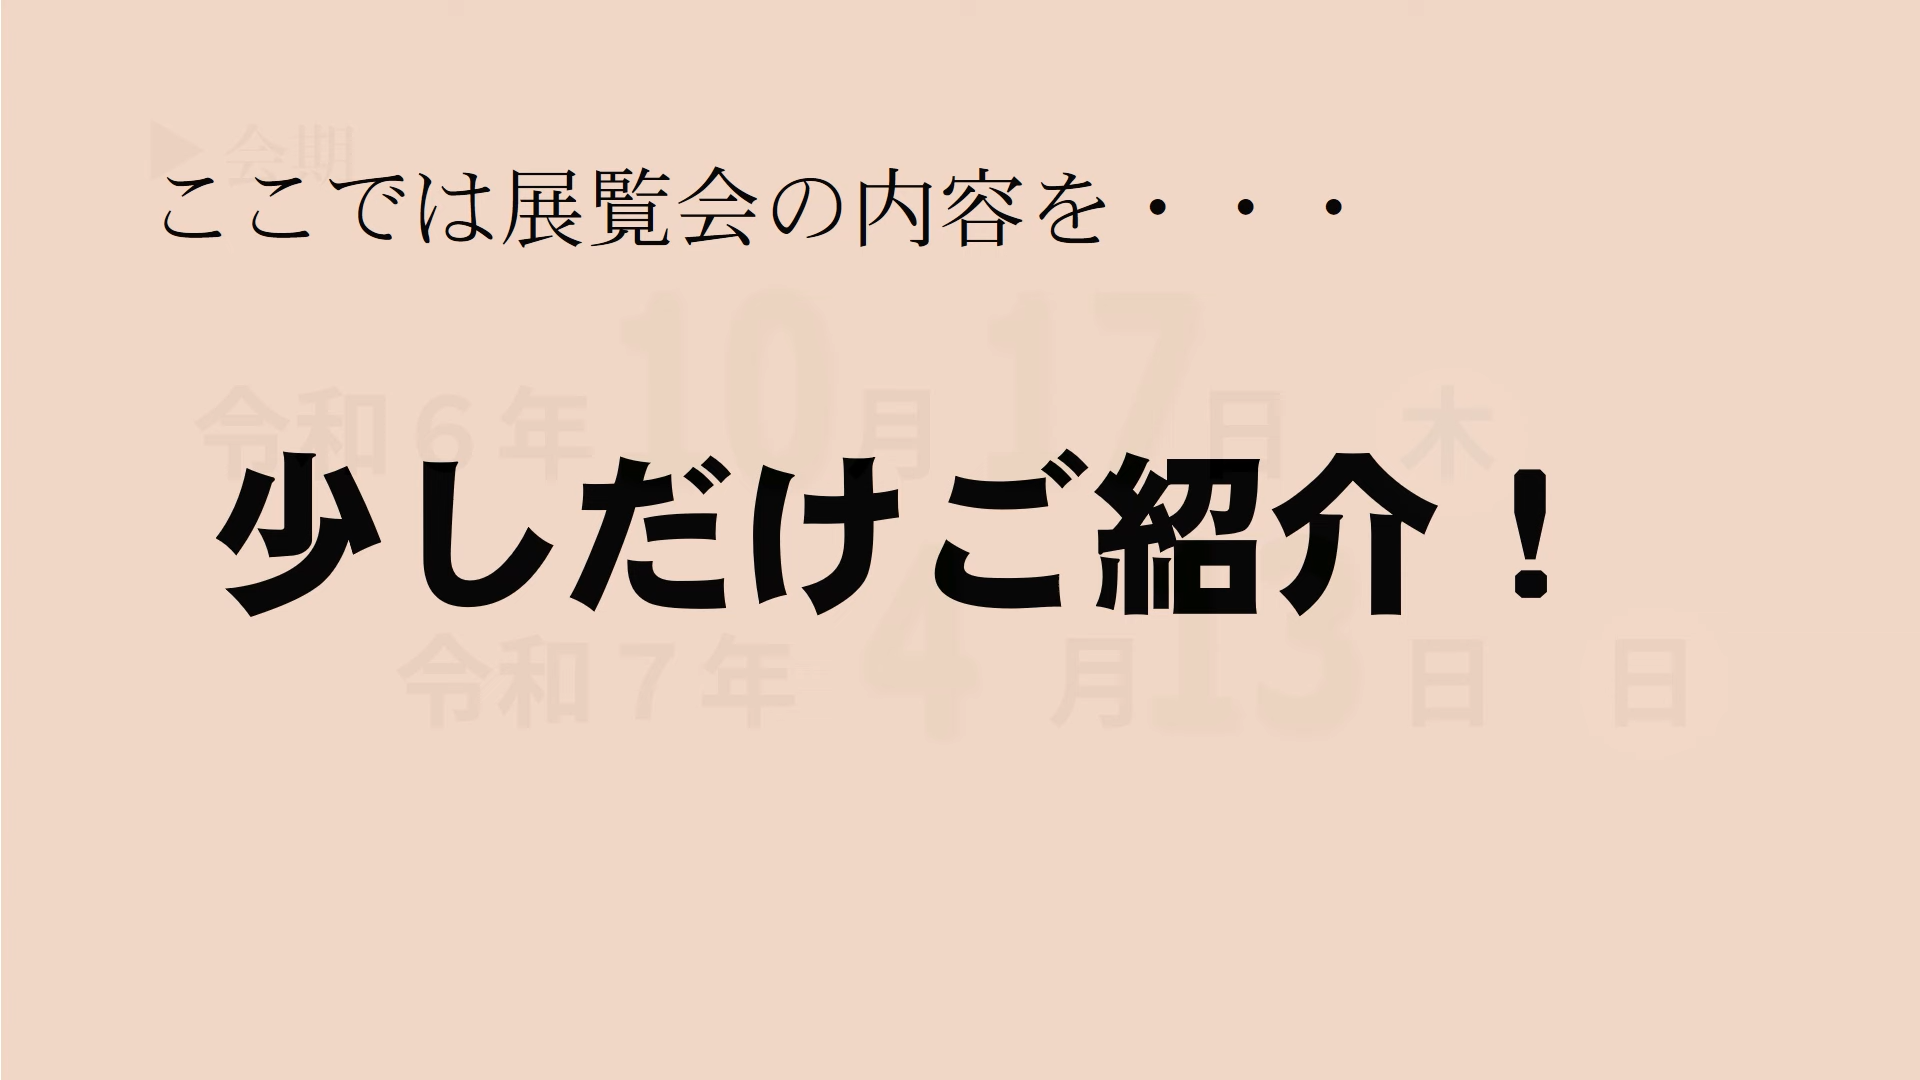 ▶会期
ここでは展覧会の内容を・・・
令和6年10月17日 木
少しだけご紹介！
令和7年 4月13日 日